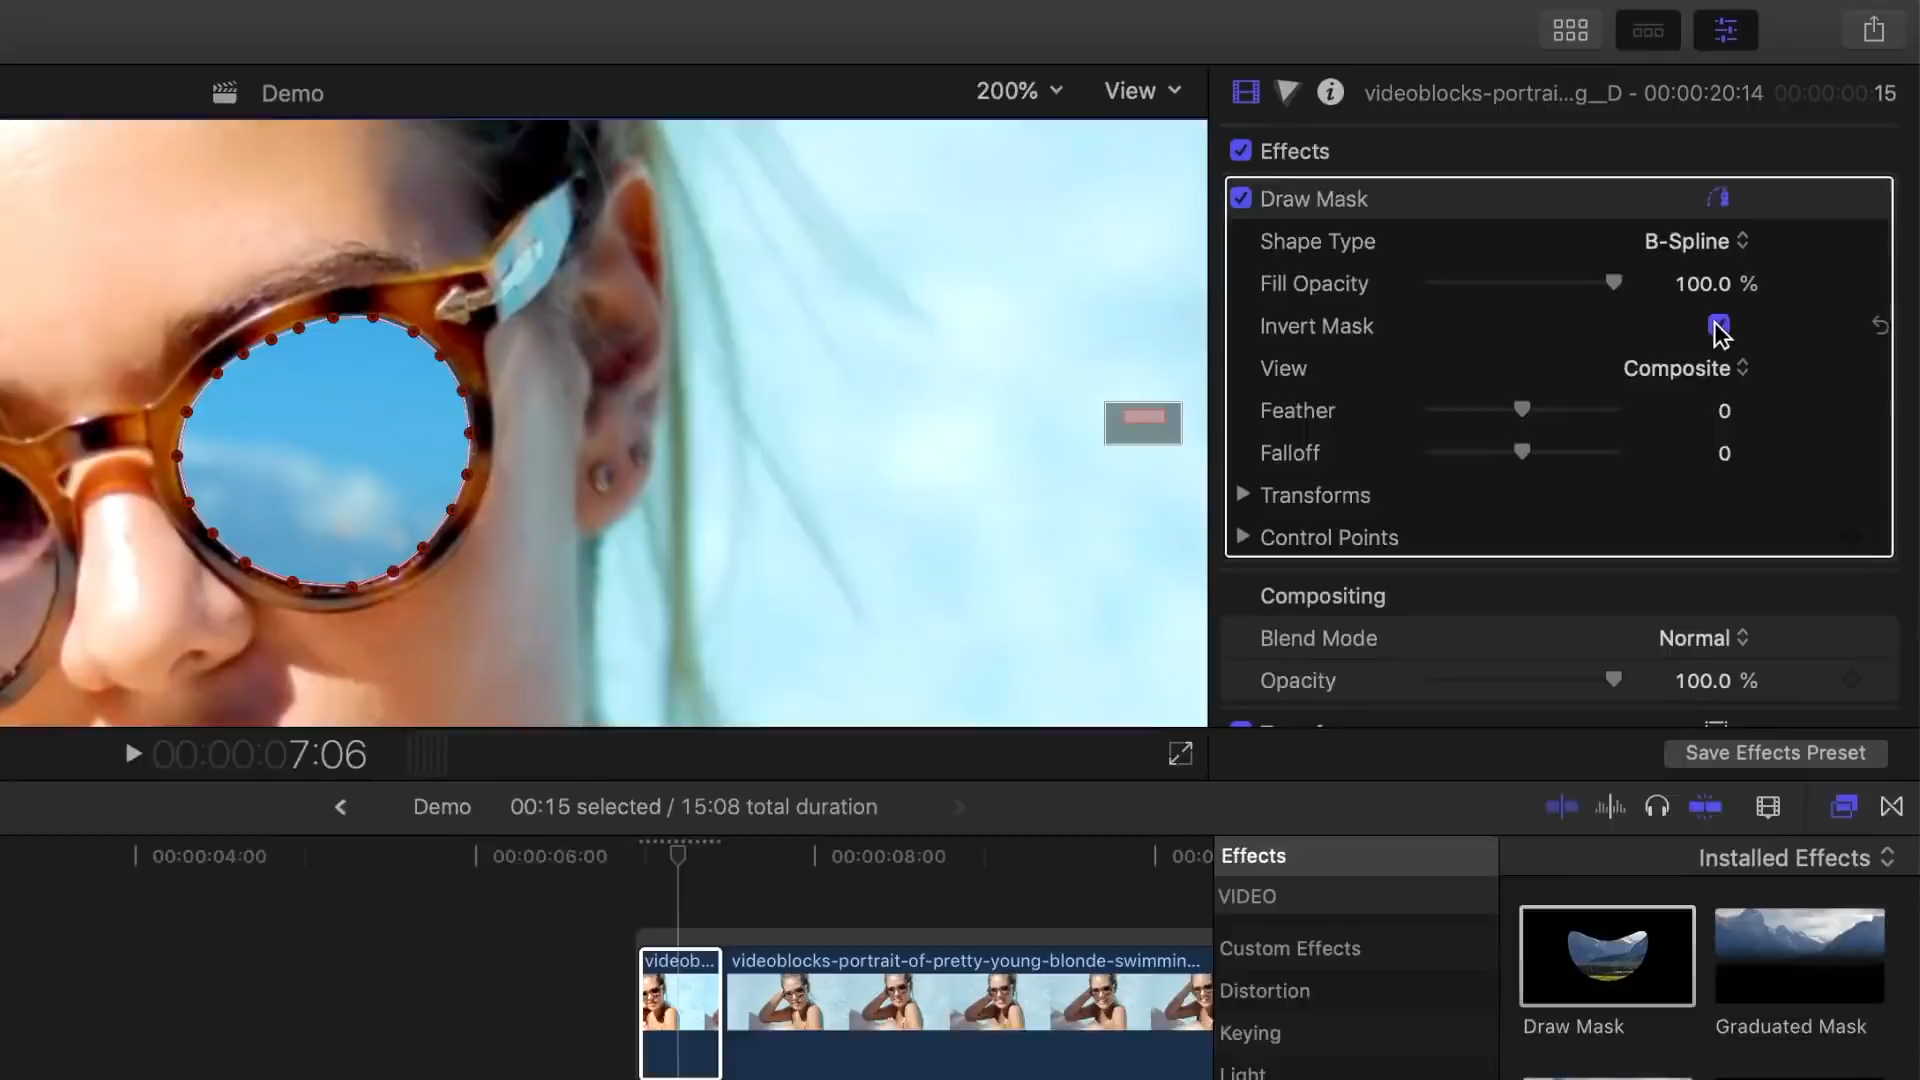 Demo
200%
View
videoblocks-portrai...g__D - 00:00:20:14
00:00:00:15
Effects
Draw Mask
Shape Type
B-Spline
Fill Opacity
100.0 %
Invert Mask
View
Composite
Feather
0
Falloff
0
Transforms
Control Points
Compositing
Blend Mode
Normal
Opacity
100.0 %
00:00:07:06
Save Effects Preset
Demo
00:15 selected / 15:08 total duration
00:00:04:00
00:00:06:00
00:00:08:00
00:0
Effects
Installed Effects
VIDEO
videob...
videoblocks-portrait-of-pretty-young-blonde-swimmin...
Custom Effects
Distortion
Keying
Light
Draw Mask
Graduated Mask